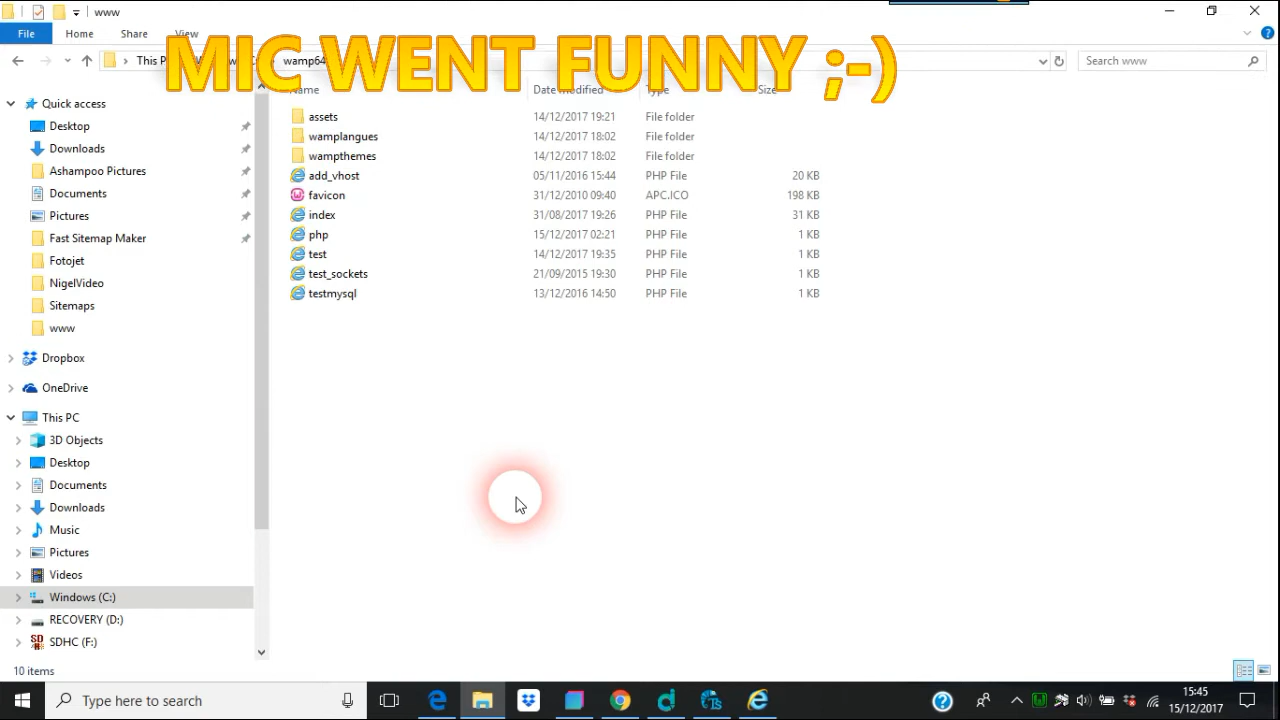 www
File Home Share View
MIC WENT FUNNY ;-)
wamp64
Search www
Date modified Type Size
Quick access
Desktop
Downloads
Ashampoo Pictures
Documents
Pictures
Fast Sitemap Maker
Fotojet
NigelVideo
Sitemaps
www
Dropbox
OneDrive
This PC
3D Objects
Desktop
Documents
Downloads
Music
Pictures
Videos
Windows (C:)
RECOVERY (D:)
SDHC (F:)
assets 14/12/2017 19:21 File folder
wamplangues 14/12/2017 18:02 File folder
wampthemes 14/12/2017 18:02 File folder
add_vhost 05/11/2016 15:44 PHP File 20 KB
favicon 31/12/2010 09:40 APC.ICO 198 KB
index 31/08/2017 19:26 PHP File 31 KB
php 15/12/2017 02:21 PHP File 1 KB
test 14/12/2017 19:35 PHP File 1 KB
test_sockets 21/09/2015 19:30 PHP File 1 KB
testmysql 13/12/2016 14:50 PHP File 1 KB
10 items
Type here to search
15:45
15/12/2017